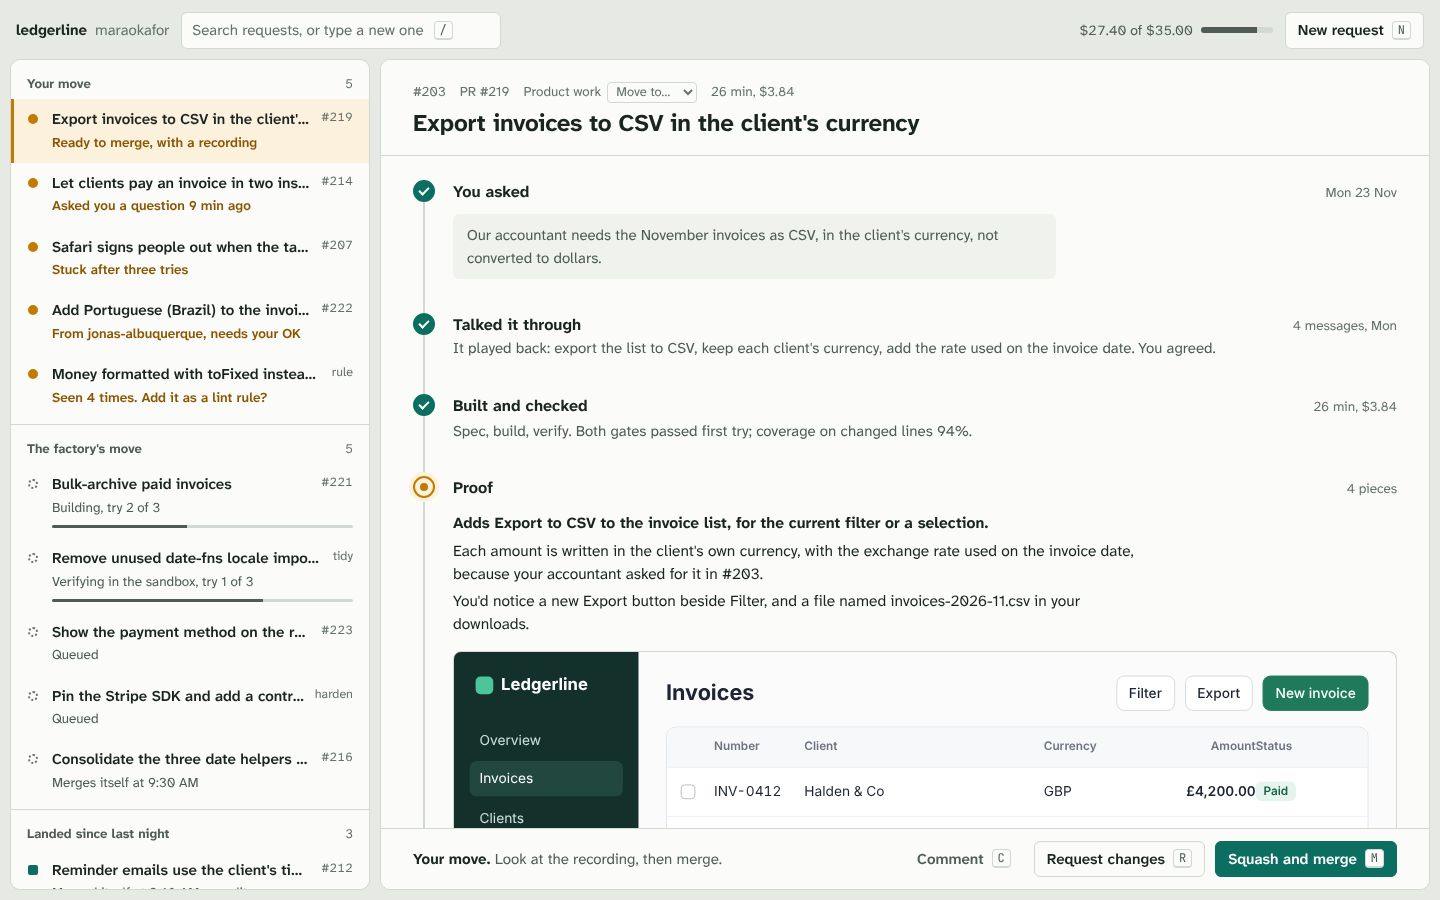 ledgerline maraokafor
Search requests, or type a new one /
$27.40 of $35.00
New request N
Your move 5
Export invoices to CSV in the client'... #219
Ready to merge, with a recording
Let clients pay an invoice in two ins... #214
Asked you a question 9 min ago
Safari signs people out when the ta... #207
Stuck after three tries
Add Portuguese (Brazil) to the invoi... #222
From jonas-albuquerque, needs your OK
Money formatted with toFixed instea... rule
Seen 4 times. Add it as a lint rule?
The factory's move 5
Bulk-archive paid invoices #221
Building, try 2 of 3
Remove unused date-fns locale impo... tidy
Verifying in the sandbox, try 1 of 3
Show the payment method on the r... #223
Queued
Pin the Stripe SDK and add a contr... harden
Queued
Consolidate the three date helpers ... #216
Merges itself at 9:30 AM
Landed since last night 3
Reminder emails use the client's ti... #212
#203 PR #219 Product work Move to... 26 min, $3.84
Export invoices to CSV in the client's currency
You asked Mon 23 Nov
Our accountant needs the November invoices as CSV, in the client's currency, not
converted to dollars.
Talked it through 4 messages, Mon
It played back: export the list to CSV, keep each client's currency, add the rate used on the invoice date. You agreed.
Built and checked 26 min, $3.84
Spec, build, verify. Both gates passed first try; coverage on changed lines 94%.
Proof 4 pieces
Adds Export to CSV to the invoice list, for the current filter or a selection.
Each amount is written in the client's own currency, with the exchange rate used on the invoice date,
because your accountant asked for it in #203.
You'd notice a new Export button beside Filter, and a file named invoices-2026-11.csv in your
downloads.
Ledgerline
Overview
Invoices
Clients
Invoices
Filter Export New invoice
Number Client Currency Amount Status
INV-0412 Halden & Co GBP £4,200.00 Paid
Your move. Look at the recording, then merge.
Comment C Request changes R Squash and merge M